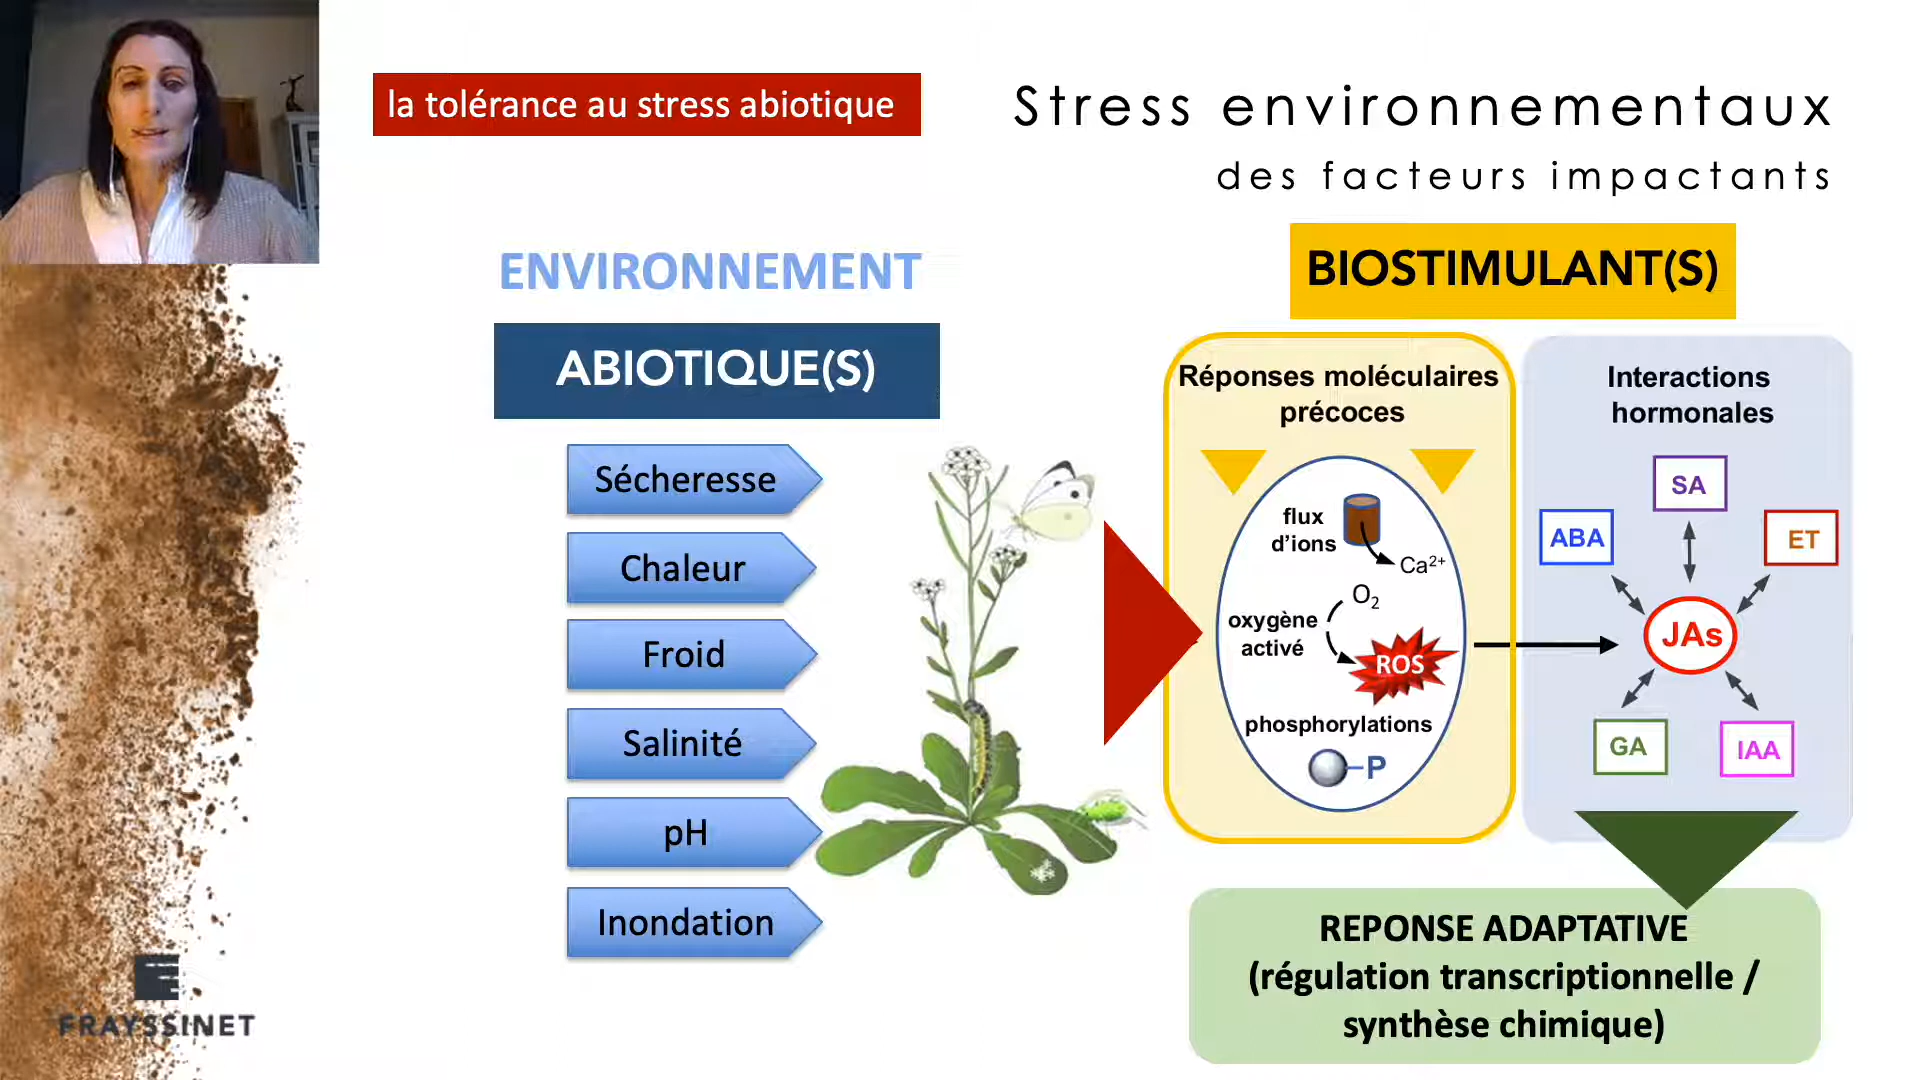 la tolérance au stress abiotique
Stress environnementaux
des facteurs impactants
ENVIRONNEMENT
ABIOTIQUE(S)
Sécheresse
Chaleur
Froid
Salinité
pH
Inondation
BIOSTIMULANT(S)
Réponses moléculaires
précoces
flux
d'ions
Ca²⁺
O₂
oxygène
activé
ROS
phosphorylations
P
Interactions
hormonales
SA
ABA
ET
JAs
GA
IAA
REPONSE ADAPTATIVE
(régulation transcriptionnelle /
synthèse chimique)
FRAYSSINET